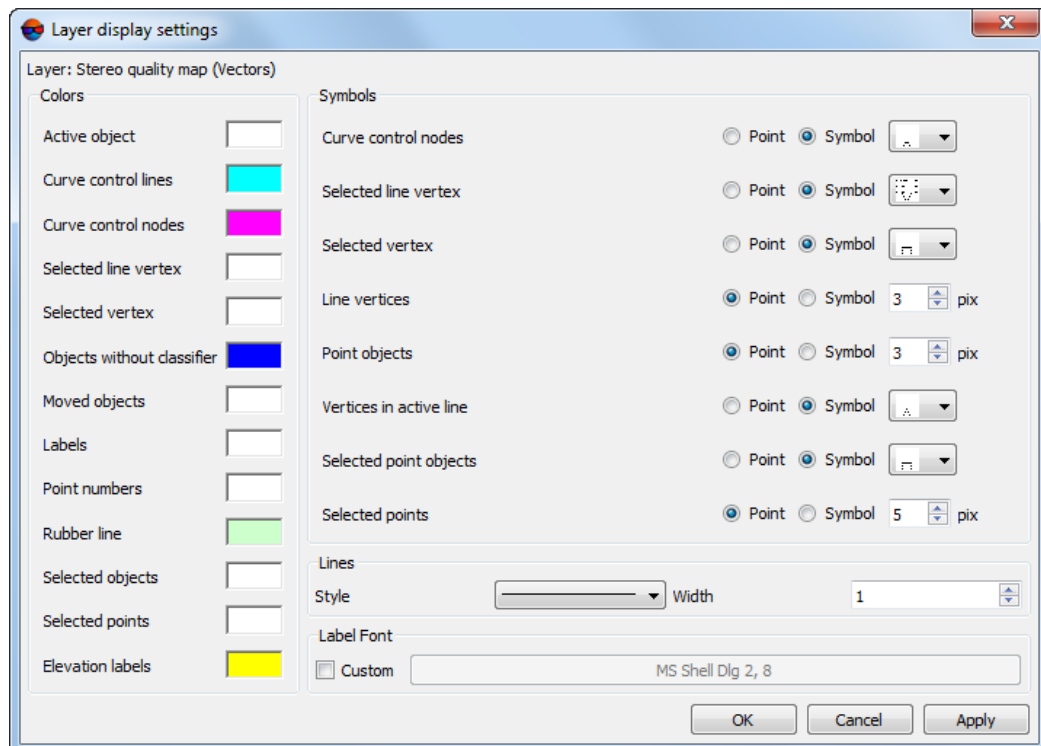 Layer display settings
Layer: Stereo quality map (Vectors)
Colors
Active object
Curve control lines
Curve control nodes
Selected line vertex
Selected vertex
Objects without classifier
Moved objects
Labels
Point numbers
Rubber line
Selected objects
Selected points
Elevation labels
Symbols
Curve control nodes Point Symbol
Selected line vertex Point Symbol
Selected vertex Point Symbol
Line vertices Point Symbol 3 pix
Point objects Point Symbol 3 pix
Vertices in active line Point Symbol
Selected point objects Point Symbol
Selected points Point Symbol 5 pix
Lines
Style Width 1
Label Font
Custom MS Shell Dlg 2, 8
OK Cancel Apply